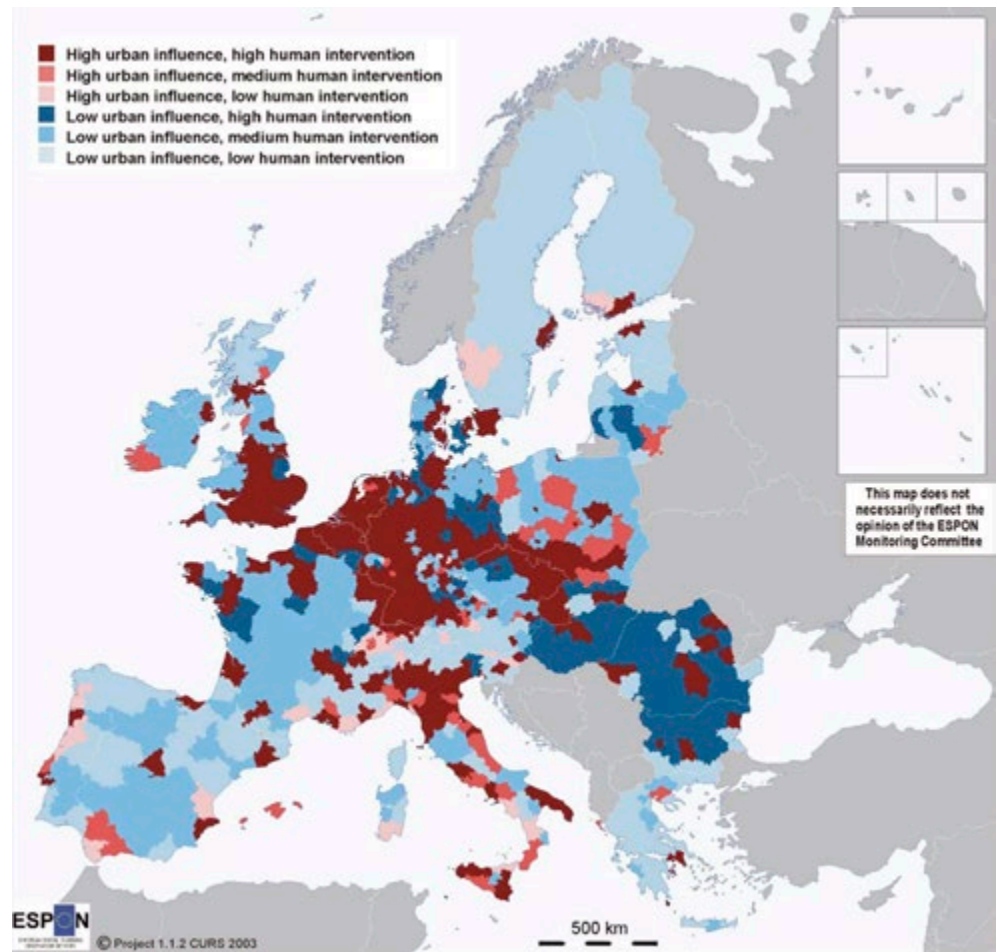 High urban influence, high human intervention
High urban influence, medium human intervention
High urban influence, low human intervention
Low urban influence, high human intervention
Low urban influence, medium human intervention
Low urban influence, low human intervention
This map does not
necessarily reflect the
opinion of the ESPON
Monitoring Committee
ESPON
© Project 1.1.2 CURS 2003
500 km